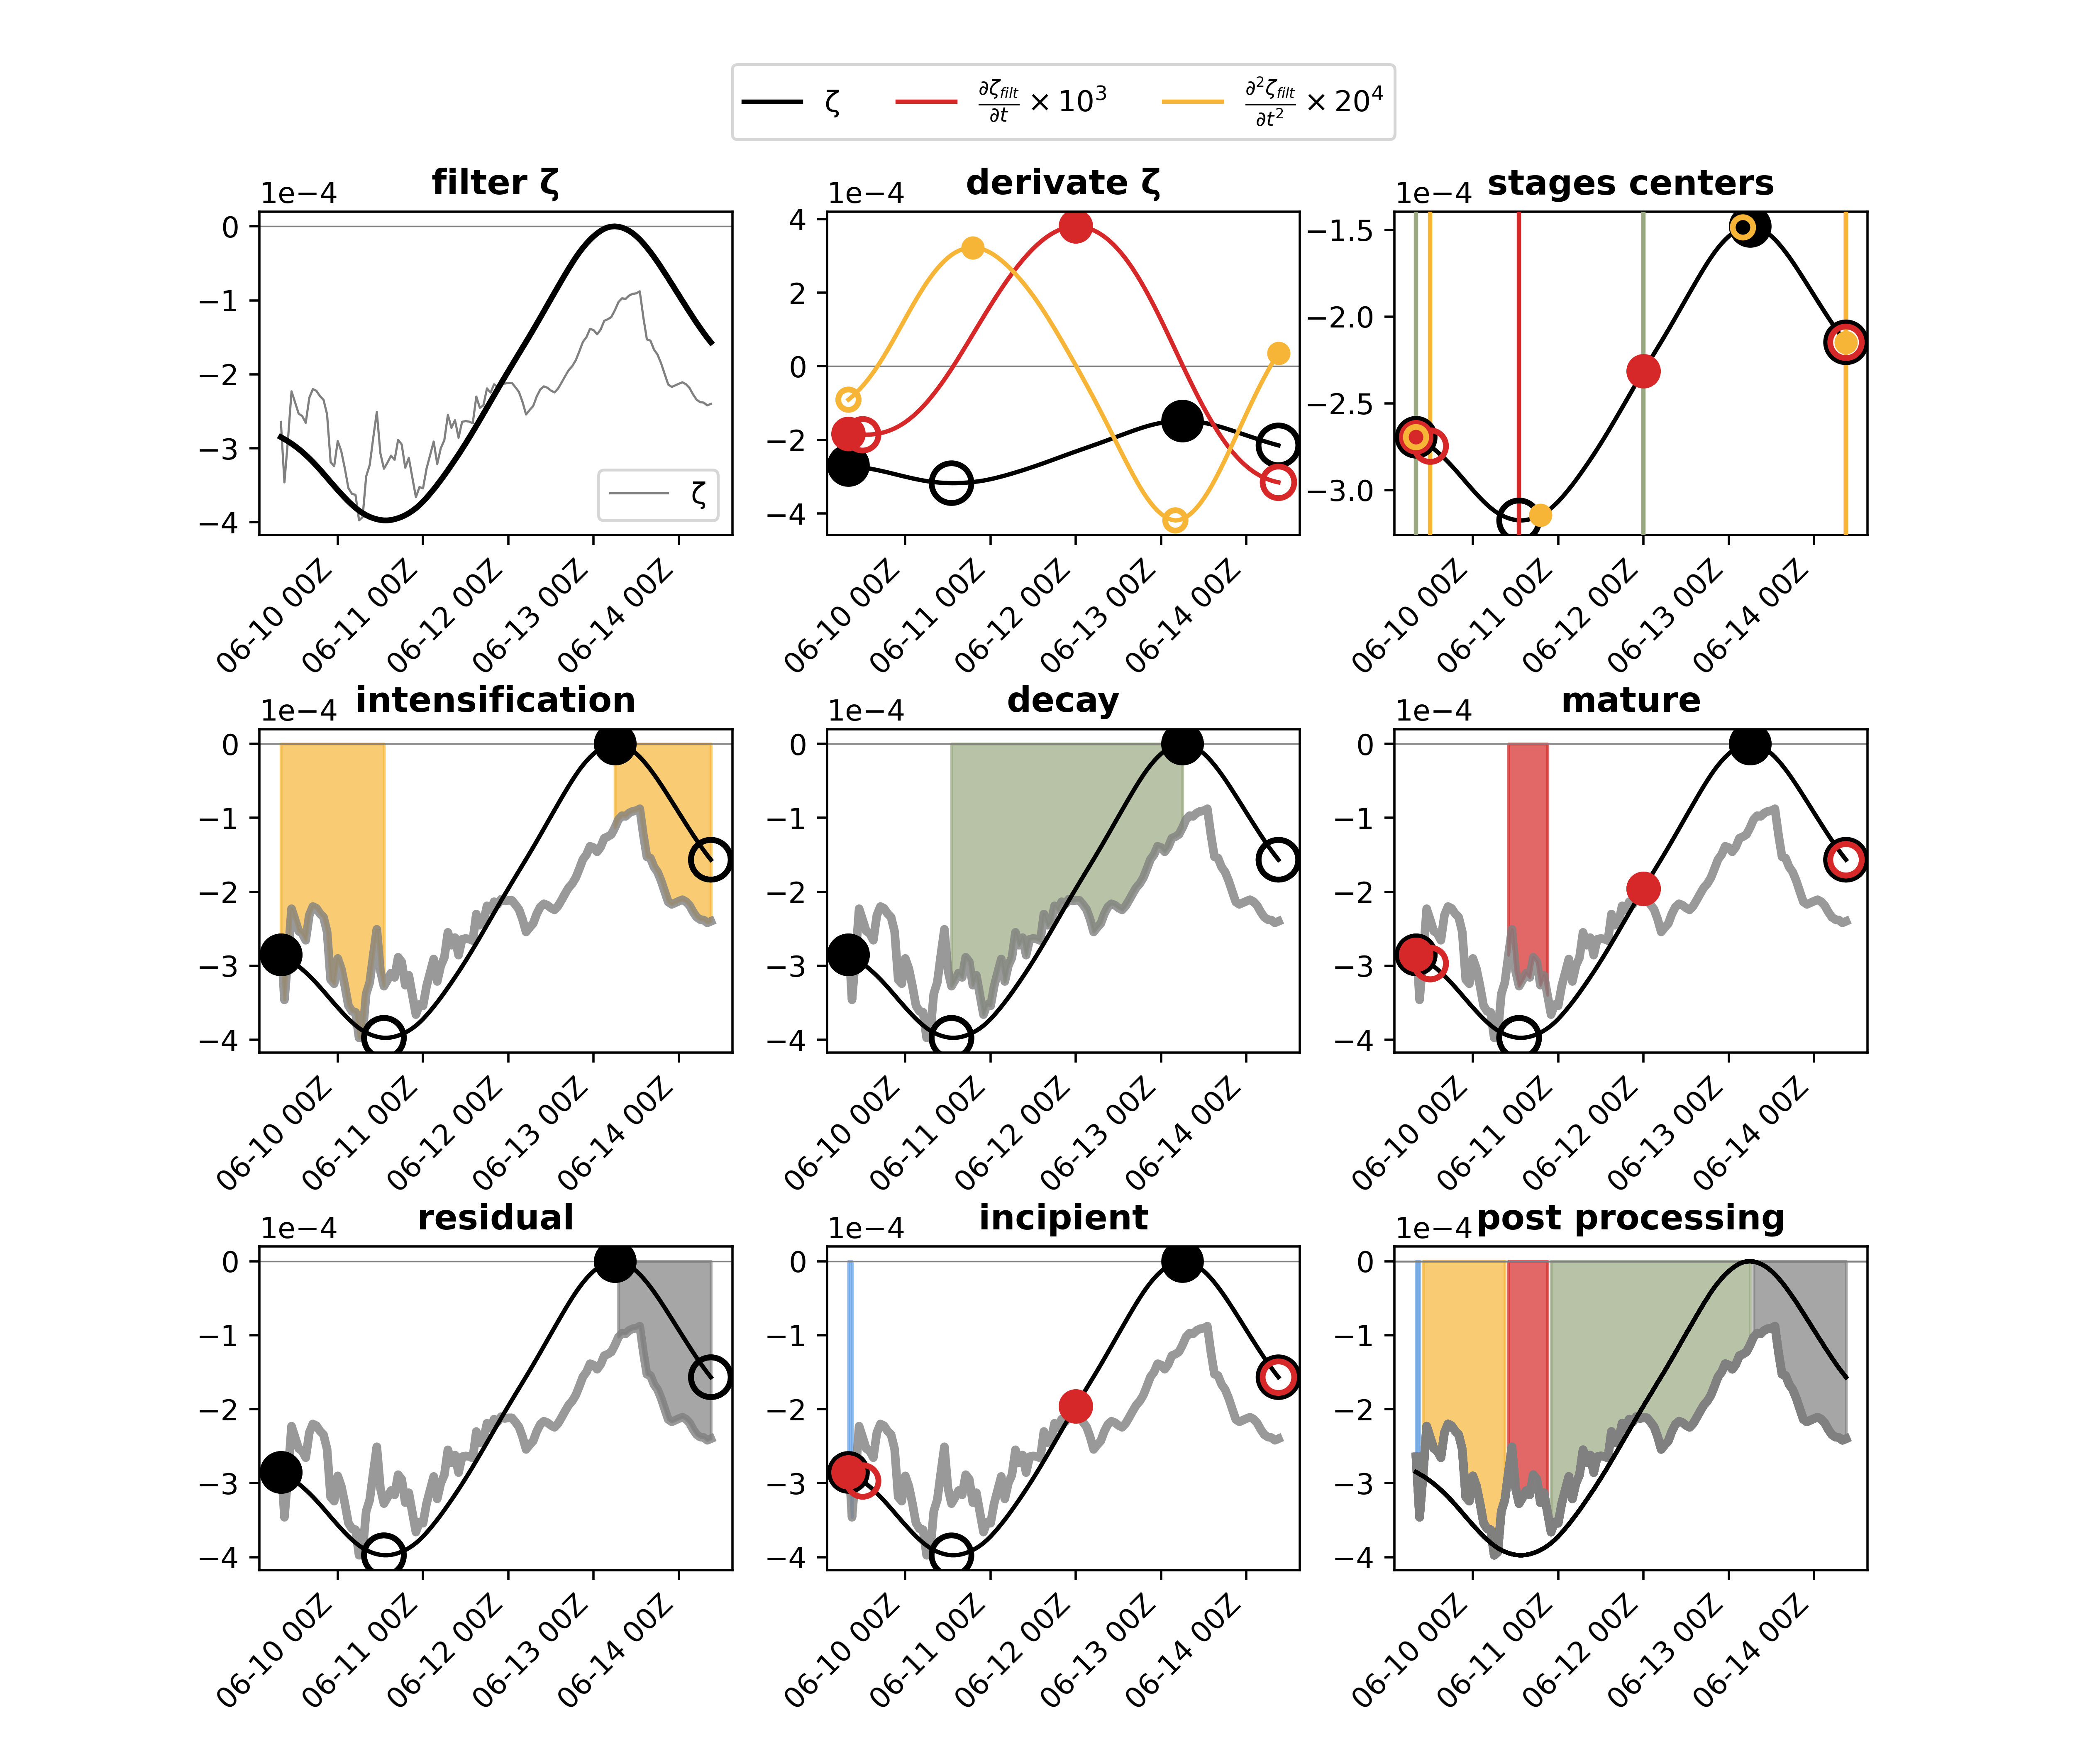 ζ ∂ζ_filt/∂t × 10³ ∂²ζ_filt/∂t² × 20⁴
filter ζ
1e−4
0
−1
−2
−3
−4
ζ
06-10 00Z
06-11 00Z
06-12 00Z
06-13 00Z
06-14 00Z
derivate ζ
1e−4
4
2
0
−2
−4
06-10 00Z
06-11 00Z
06-12 00Z
06-13 00Z
06-14 00Z
stages centers
1e−4
−1.5
−2.0
−2.5
−3.0
06-10 00Z
06-11 00Z
06-12 00Z
06-13 00Z
06-14 00Z
intensification
1e−4
0
−1
−2
−3
−4
06-10 00Z
06-11 00Z
06-12 00Z
06-13 00Z
06-14 00Z
decay
1e−4
0
−1
−2
−3
−4
06-10 00Z
06-11 00Z
06-12 00Z
06-13 00Z
06-14 00Z
mature
1e−4
0
−1
−2
−3
−4
06-10 00Z
06-11 00Z
06-12 00Z
06-13 00Z
06-14 00Z
residual
1e−4
0
−1
−2
−3
−4
06-10 00Z
06-11 00Z
06-12 00Z
06-13 00Z
06-14 00Z
incipient
1e−4
0
−1
−2
−3
−4
06-10 00Z
06-11 00Z
06-12 00Z
06-13 00Z
06-14 00Z
post processing
1e−4
0
−1
−2
−3
−4
06-10 00Z
06-11 00Z
06-12 00Z
06-13 00Z
06-14 00Z